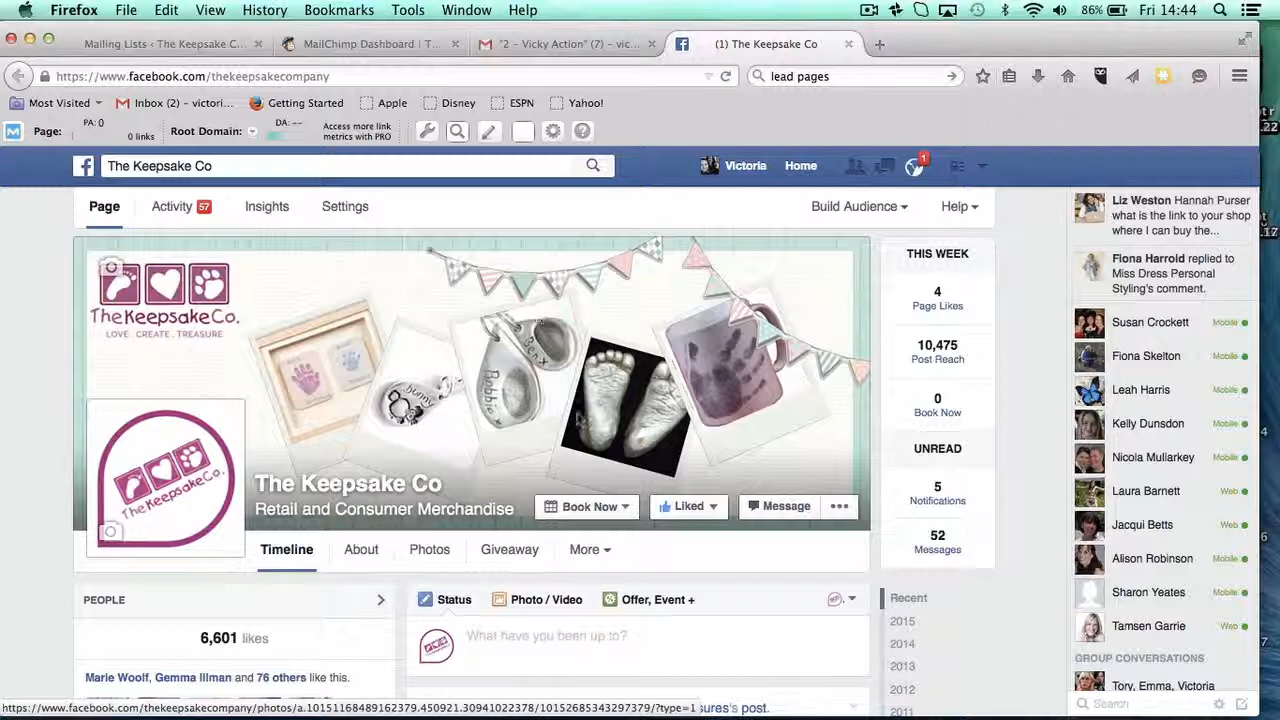 Firefox File Edit View History Bookmarks Tools Window Help 86% Fri 14:44
Mailing Lists ‹ The Keepsake C... × MailChimp Dashboard | T... × "2 - Vicky Action" (7) - vic... × (1) The Keepsake Co × +
https://www.facebook.com/thekeepsakecompany lead pages
Most Visited Inbox (2) - victori... Getting Started Apple Disney ESPN Yahoo!
Page: PA: 0 0 links Root Domain: DA: -- Access more link metrics with PRO
The Keepsake Co Victoria Home 1
Page Activity 57 Insights Settings Build Audience Help
TheKeepsakeCo.
LOVE . CREATE . TREASURE
Bobbie
The Keepsake Co.
The Keepsake Co
Retail and Consumer Merchandise
Book Now Liked Message •••
Timeline About Photos Giveaway More
THIS WEEK
4
Page Likes
10,475
Post Reach
0
Book Now
UNREAD
5
Notifications
52
Messages
PEOPLE
6,601 likes
Marie Woolf, Gemma Illman and 76 others like this.
Status Photo / Video Offer, Event +
What have you been up to?
sures's post.
Recent
2015
2014
2013
2012
2011
Liz Weston Hannah Purser
what is the link to your shop
where I can buy the...
Fiona Harrold replied to
Miss Dress Personal
Styling's comment.
Susan Crockett Mobile
Fiona Skelton Mobile
Leah Harris Mobile
Kelly Dunsdon Mobile
Nicola Mullarkey Mobile
Laura Barnett Web
Jacqui Betts Web
Alison Robinson Mobile
Sharon Yeates Mobile
Tamsen Garrie Web
GROUP CONVERSATIONS
Tory, Emma, Victoria
Search
https://www.facebook.com/thekeepsakecompany/photos/a.10151168489166379.450921.30941022378/10152685343297379/?type=1